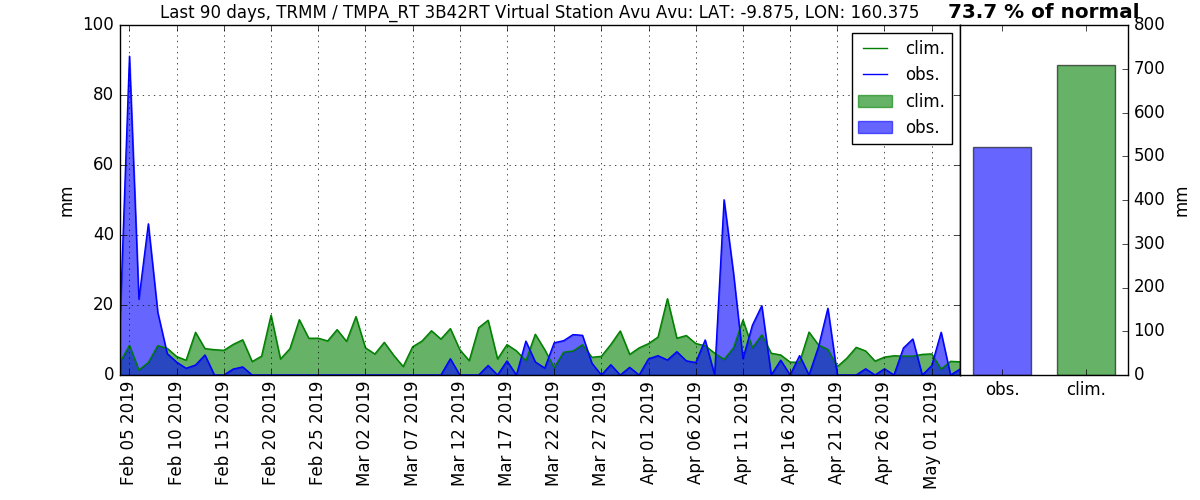 Last 90 days, TRMM / TMPA_RT 3B42RT Virtual Station Avu Avu: LAT: -9.875, LON: 160.375
73.7 % of normal
100
80
60
40
20
0
mm
clim.
obs.
clim.
obs.
800
700
600
500
400
300
200
100
0
mm
obs.
clim.
Feb 05 2019
Feb 10 2019
Feb 15 2019
Feb 20 2019
Feb 25 2019
Mar 02 2019
Mar 07 2019
Mar 12 2019
Mar 17 2019
Mar 22 2019
Mar 27 2019
Apr 01 2019
Apr 06 2019
Apr 11 2019
Apr 16 2019
Apr 21 2019
Apr 26 2019
May 01 2019